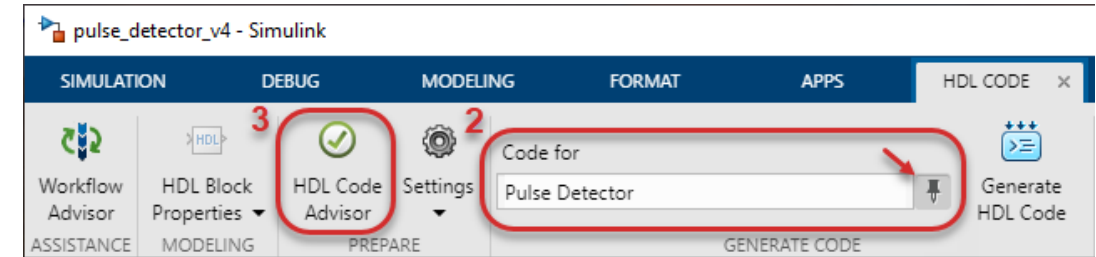 pulse_detector_v4 - Simulink
SIMULATION DEBUG MODELING FORMAT APPS HDL CODE ×
3 2
HDL
Code for
Workflow HDL Block HDL Code Settings Pulse Detector Generate
Advisor Properties Advisor HDL Code
ASSISTANCE MODELING PREPARE GENERATE CODE